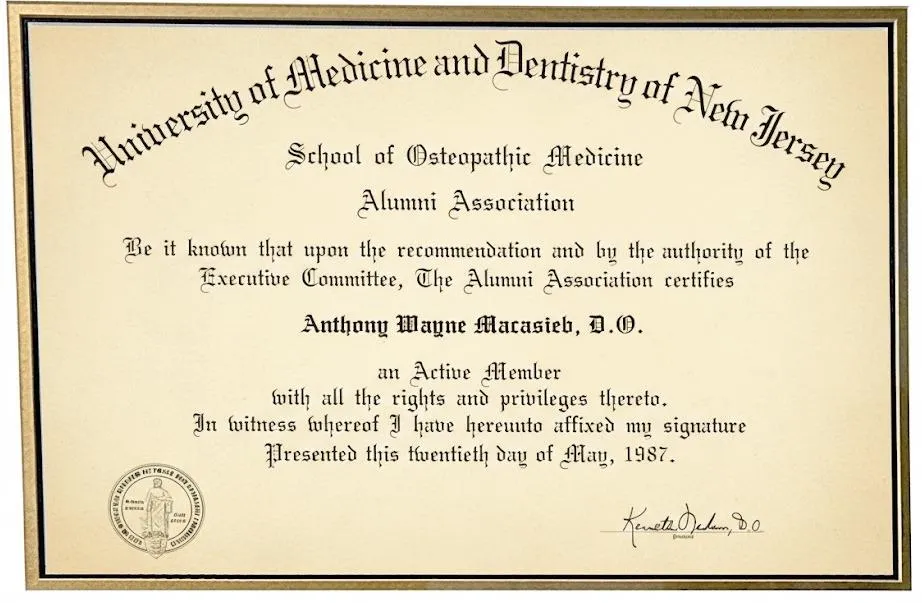 University of Medicine and Dentistry of New Jersey
School of Osteopathic Medicine
Alumni Association
Be it known that upon the recommendation and by the authority of the
Executive Committee, The Alumni Association certifies
Anthony Wayne Macasieb, D.O.
an Active Member
with all the rights and privileges thereto.
In witness whereof I have hereunto affixed my signature
Presented this twentieth day of May, 1987.
Kenneth D.O